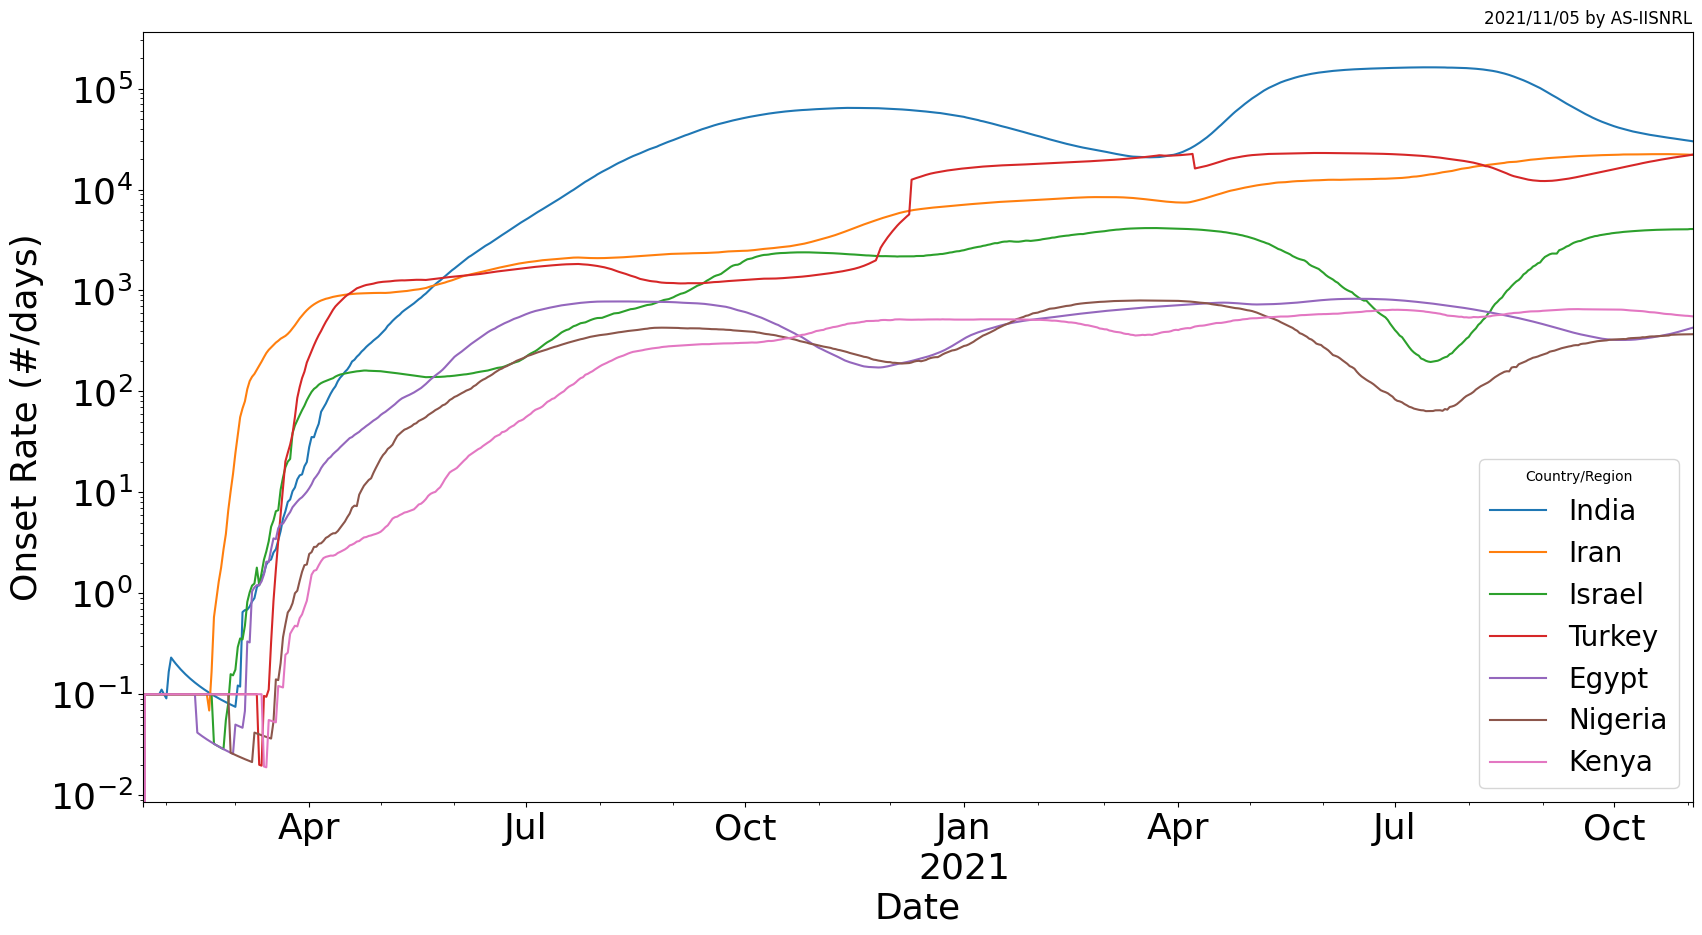 2021/11/05 by AS-IISNRL
Onset Rate (#/days)
10^5
10^4
10^3
10^2
10^1
10^0
10^−1
10^−2
Country/Region
India
Iran
Israel
Turkey
Egypt
Nigeria
Kenya
Apr Jul Oct Jan Apr Jul Oct
2021
Date